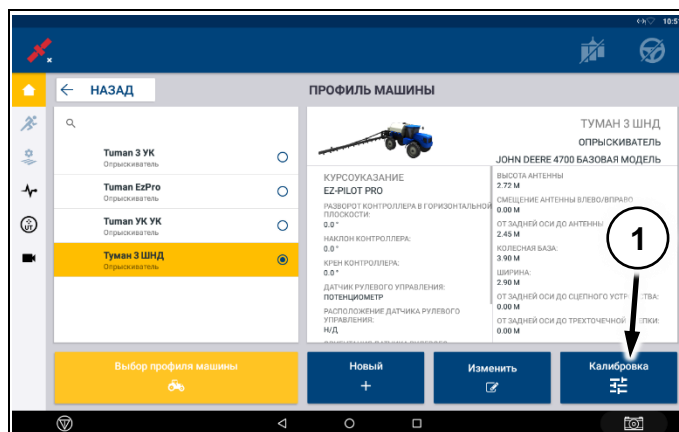 10:5
НАЗАД
ПРОФИЛЬ МАШИНЫ
Tuman 3 УК
Опрыскиватель
Tuman EzPro
Опрыскиватель
Tuman УК УК
Опрыскиватель
Туман 3 ШНД
Опрыскиватель
ТУМАН 3 ШНД
ОПРЫСКИВАТЕЛЬ
JOHN DEERE 4700 БАЗОВАЯ МОДЕЛЬ
КУРСОУКАЗАНИЕ
EZ-PILOT PRO
РАЗВОРОТ КОНТРОЛЛЕРА В ГОРИЗОНТАЛЬНОЙ
ПЛОСКОСТИ:
0.0 °
НАКЛОН КОНТРОЛЛЕРА:
0.0 °
КРЕН КОНТРОЛЛЕРА:
0.0 °
ДАТЧИК РУЛЕВОГО УПРАВЛЕНИЯ:
ПОТЕНЦИОМЕТР
РАСПОЛОЖЕНИЕ ДАТЧИКА РУЛЕВОГО
УПРАВЛЕНИЯ:
Н/Д
ВЫСОТА АНТЕННЫ
2.72 М
СМЕЩЕНИЕ АНТЕННЫ ВЛЕВО/ВПРАВО
0.00 М
ОТ ЗАДНЕЙ ОСИ ДО АНТЕННЫ
2.45 М
КОЛЕСНАЯ БАЗА:
3.90 М
ШИРИНА:
2.90 М
ОТ ЗАДНЕЙ ОСИ ДО СЦЕПНОГО
0.00 М
ОТ ЗАДНЕЙ ОСИ ДО ТРЕХТОЧЕЧНОЙ
0.00 М
1
Выбор профиля машины
Новый
Изменить
Калибровка